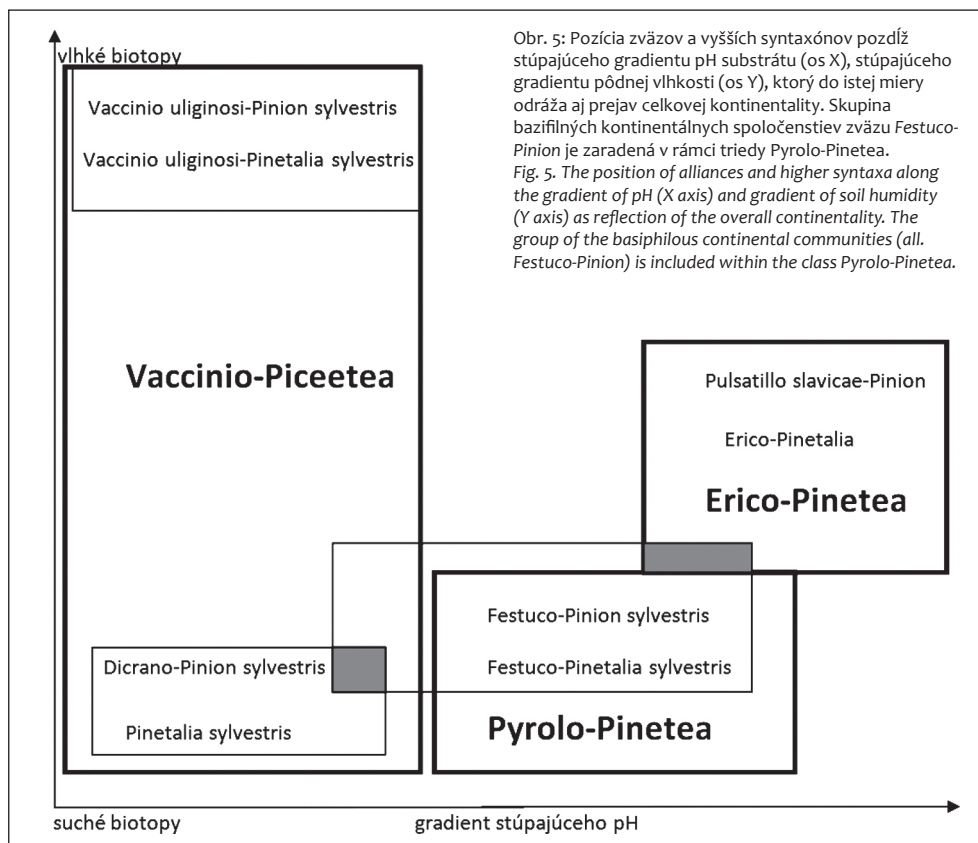 Obr. 5: Pozícia zväzov a vyšších syntaxónov pozdĺž
stúpajúceho gradientu pH substrátu (os X), stúpajúceho
gradientu pôdnej vlhkosti (os Y), ktorý do istej miery
odráža aj prejav celkovej kontinentality. Skupina
bazifilných kontinentálnych spoločenstiev zväzu Festuco-
Pinion je zaradená v rámci triedy Pyrolo-Pinetea.
Fig. 5. The position of alliances and higher syntaxa along
the gradient of pH (X axis) and gradient of soil humidity
(Y axis) as reflection of the overall continentality. The
group of the basiphilous continental communities (all.
Festuco-Pinion) is included within the class Pyrolo-Pinetea.
vlhké biotopy
Vaccinio uliginosi-Pinion sylvestris
Vaccinio uliginosi-Pinetalia sylvestris
Vaccinio-Piceetea
Pulsatillo slavicae-Pinion
Erico-Pinetalia
Erico-Pinetea
Festuco-Pinion sylvestris
Dicrano-Pinion sylvestris
Festuco-Pinetalia sylvestris
Pinetalia sylvestris
Pyrolo-Pinetea
suché biotopy
gradient stúpajúceho pH